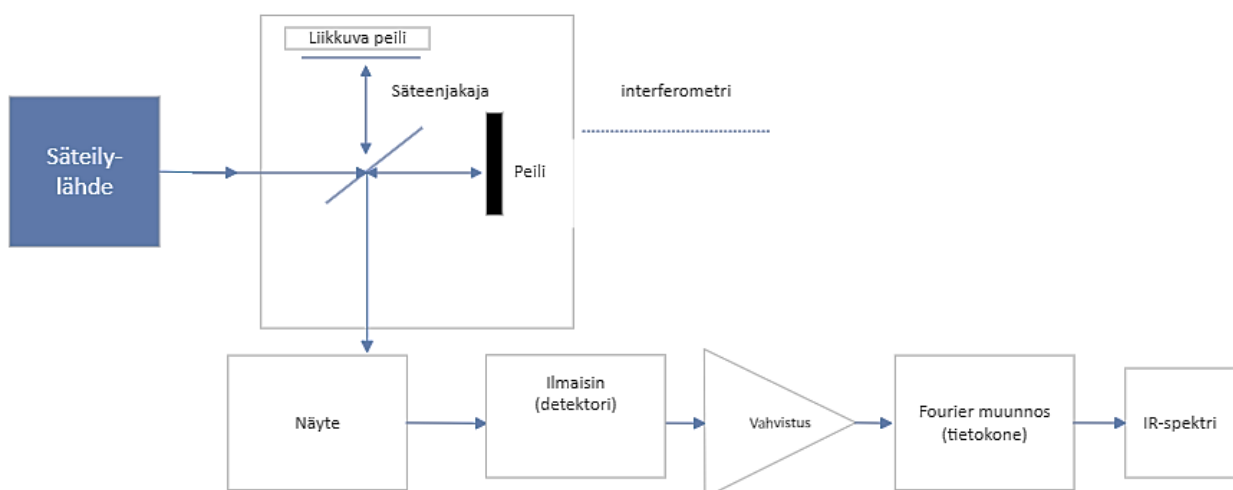 Liikkuva peili
Säteenjakaja
interferometri
Säteily-
lähde
Peili
Näyte
Ilmaisin
(detektori)
Vahvistus
Fourier muunnos
(tietokone)
IR-spektri